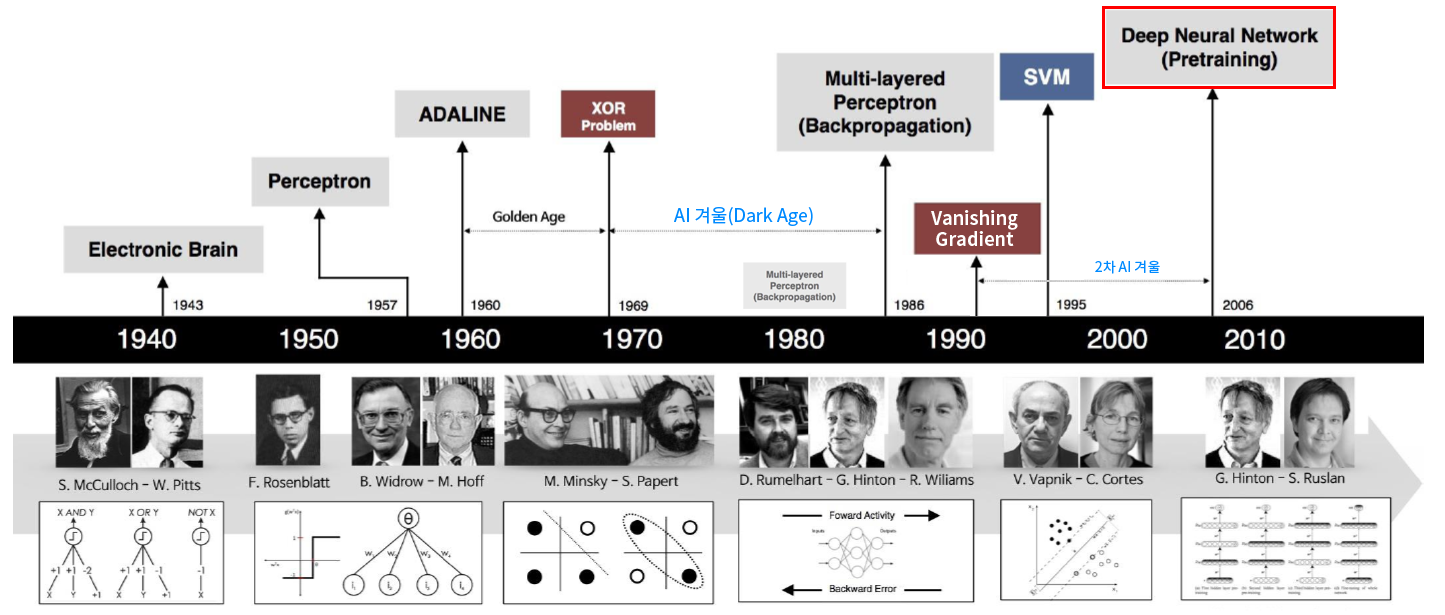 Deep Neural Network
(Pretraining)
Multi-layered
Perceptron
(Backpropagation)
SVM
ADALINE
XOR
Problem
Perceptron
Golden Age
AI 겨울(Dark Age)
Vanishing
Gradient
Electronic Brain
2차 AI 겨울
Multi-layered
Perceptron
(Backpropagation)
1943
1957
1960
1969
1986
1995
2006
1940
1950
1960
1970
1980
1990
2000
2010
S. McCulloch – W. Pitts
F. Rosenblatt
B. Widrow – M. Hoff
M. Minsky – S. Papert
D. Rumelhart – G. Hinton – R. Wiliams
V. Vapnik – C. Cortes
G. Hinton – S. Ruslan
X AND Y
X OR Y
NOT X
+1 +1 -2
+1 +1 -1
-1
X Y +1
X Y +1
X
θ
Foward Activity
Inputs
Outputs
Backward Error